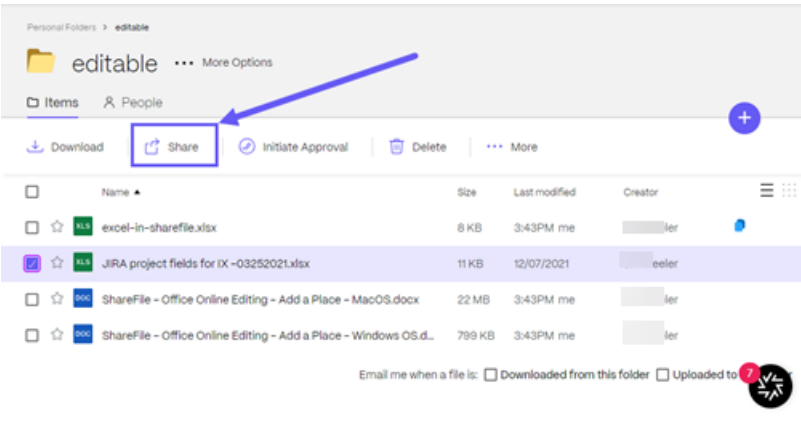 Personal Folders > editable
editable ••• More Options
Items People
+
Download Share Initiate Approval Delete ••• More
Name ▲ Size Last modified Creator
XLS excel-in-sharefile.xlsx 8 KB 3:43PM me ler
XLS JIRA project fields for IX -03252021.xlsx 11 KB 12/07/2021 eeler
DOC ShareFile – Office Online Editing – Add a Place – MacOS.docx 22 MB 3:43PM me ler
DOC ShareFile – Office Online Editing – Add a Place – Windows OS.d... 799 KB 3:43PM me ler
Email me when a file is: Downloaded from this folder Uploaded to 7